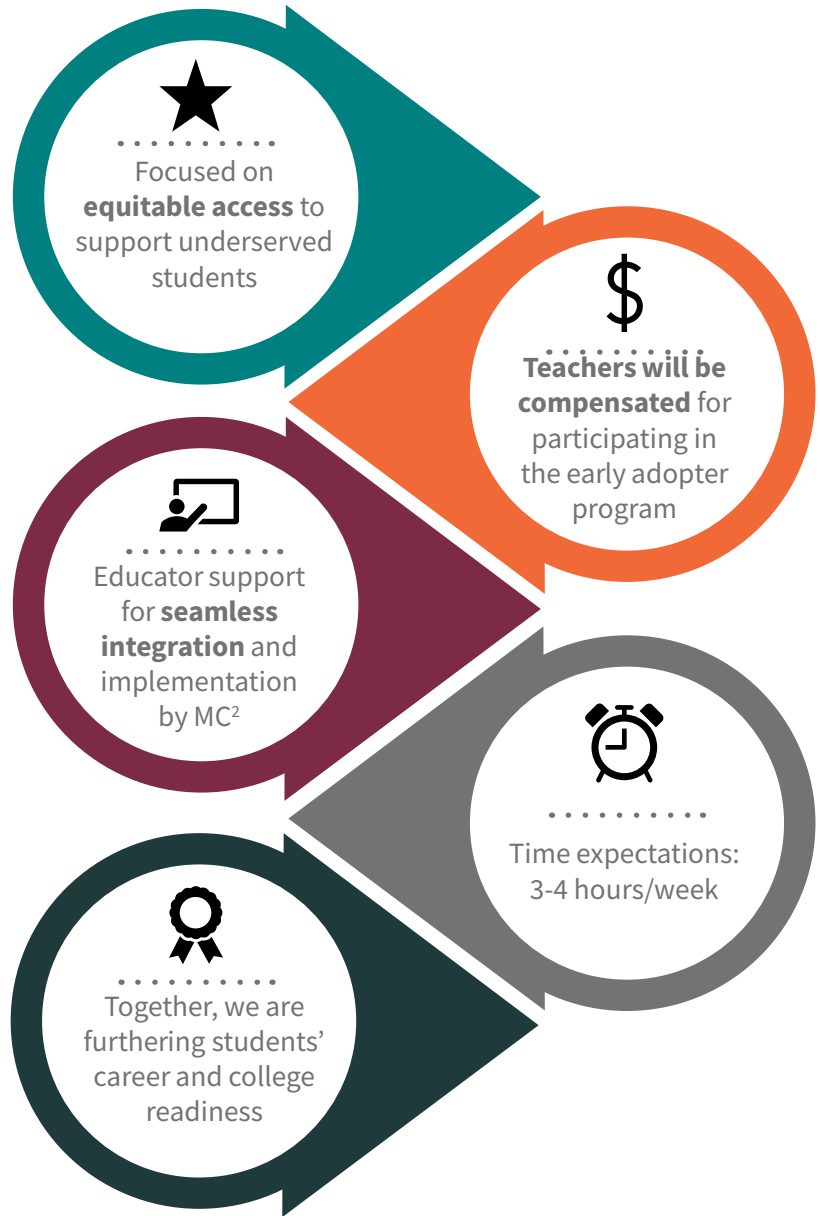 Focused on
equitable access to
support underserved
students
Teachers will be
compensated for
participating in
the early adopter
program
Educator support
for seamless
integration and
implementation
by MC²
Time expectations:
3-4 hours/week
Together, we are
furthering students’
career and college
readiness